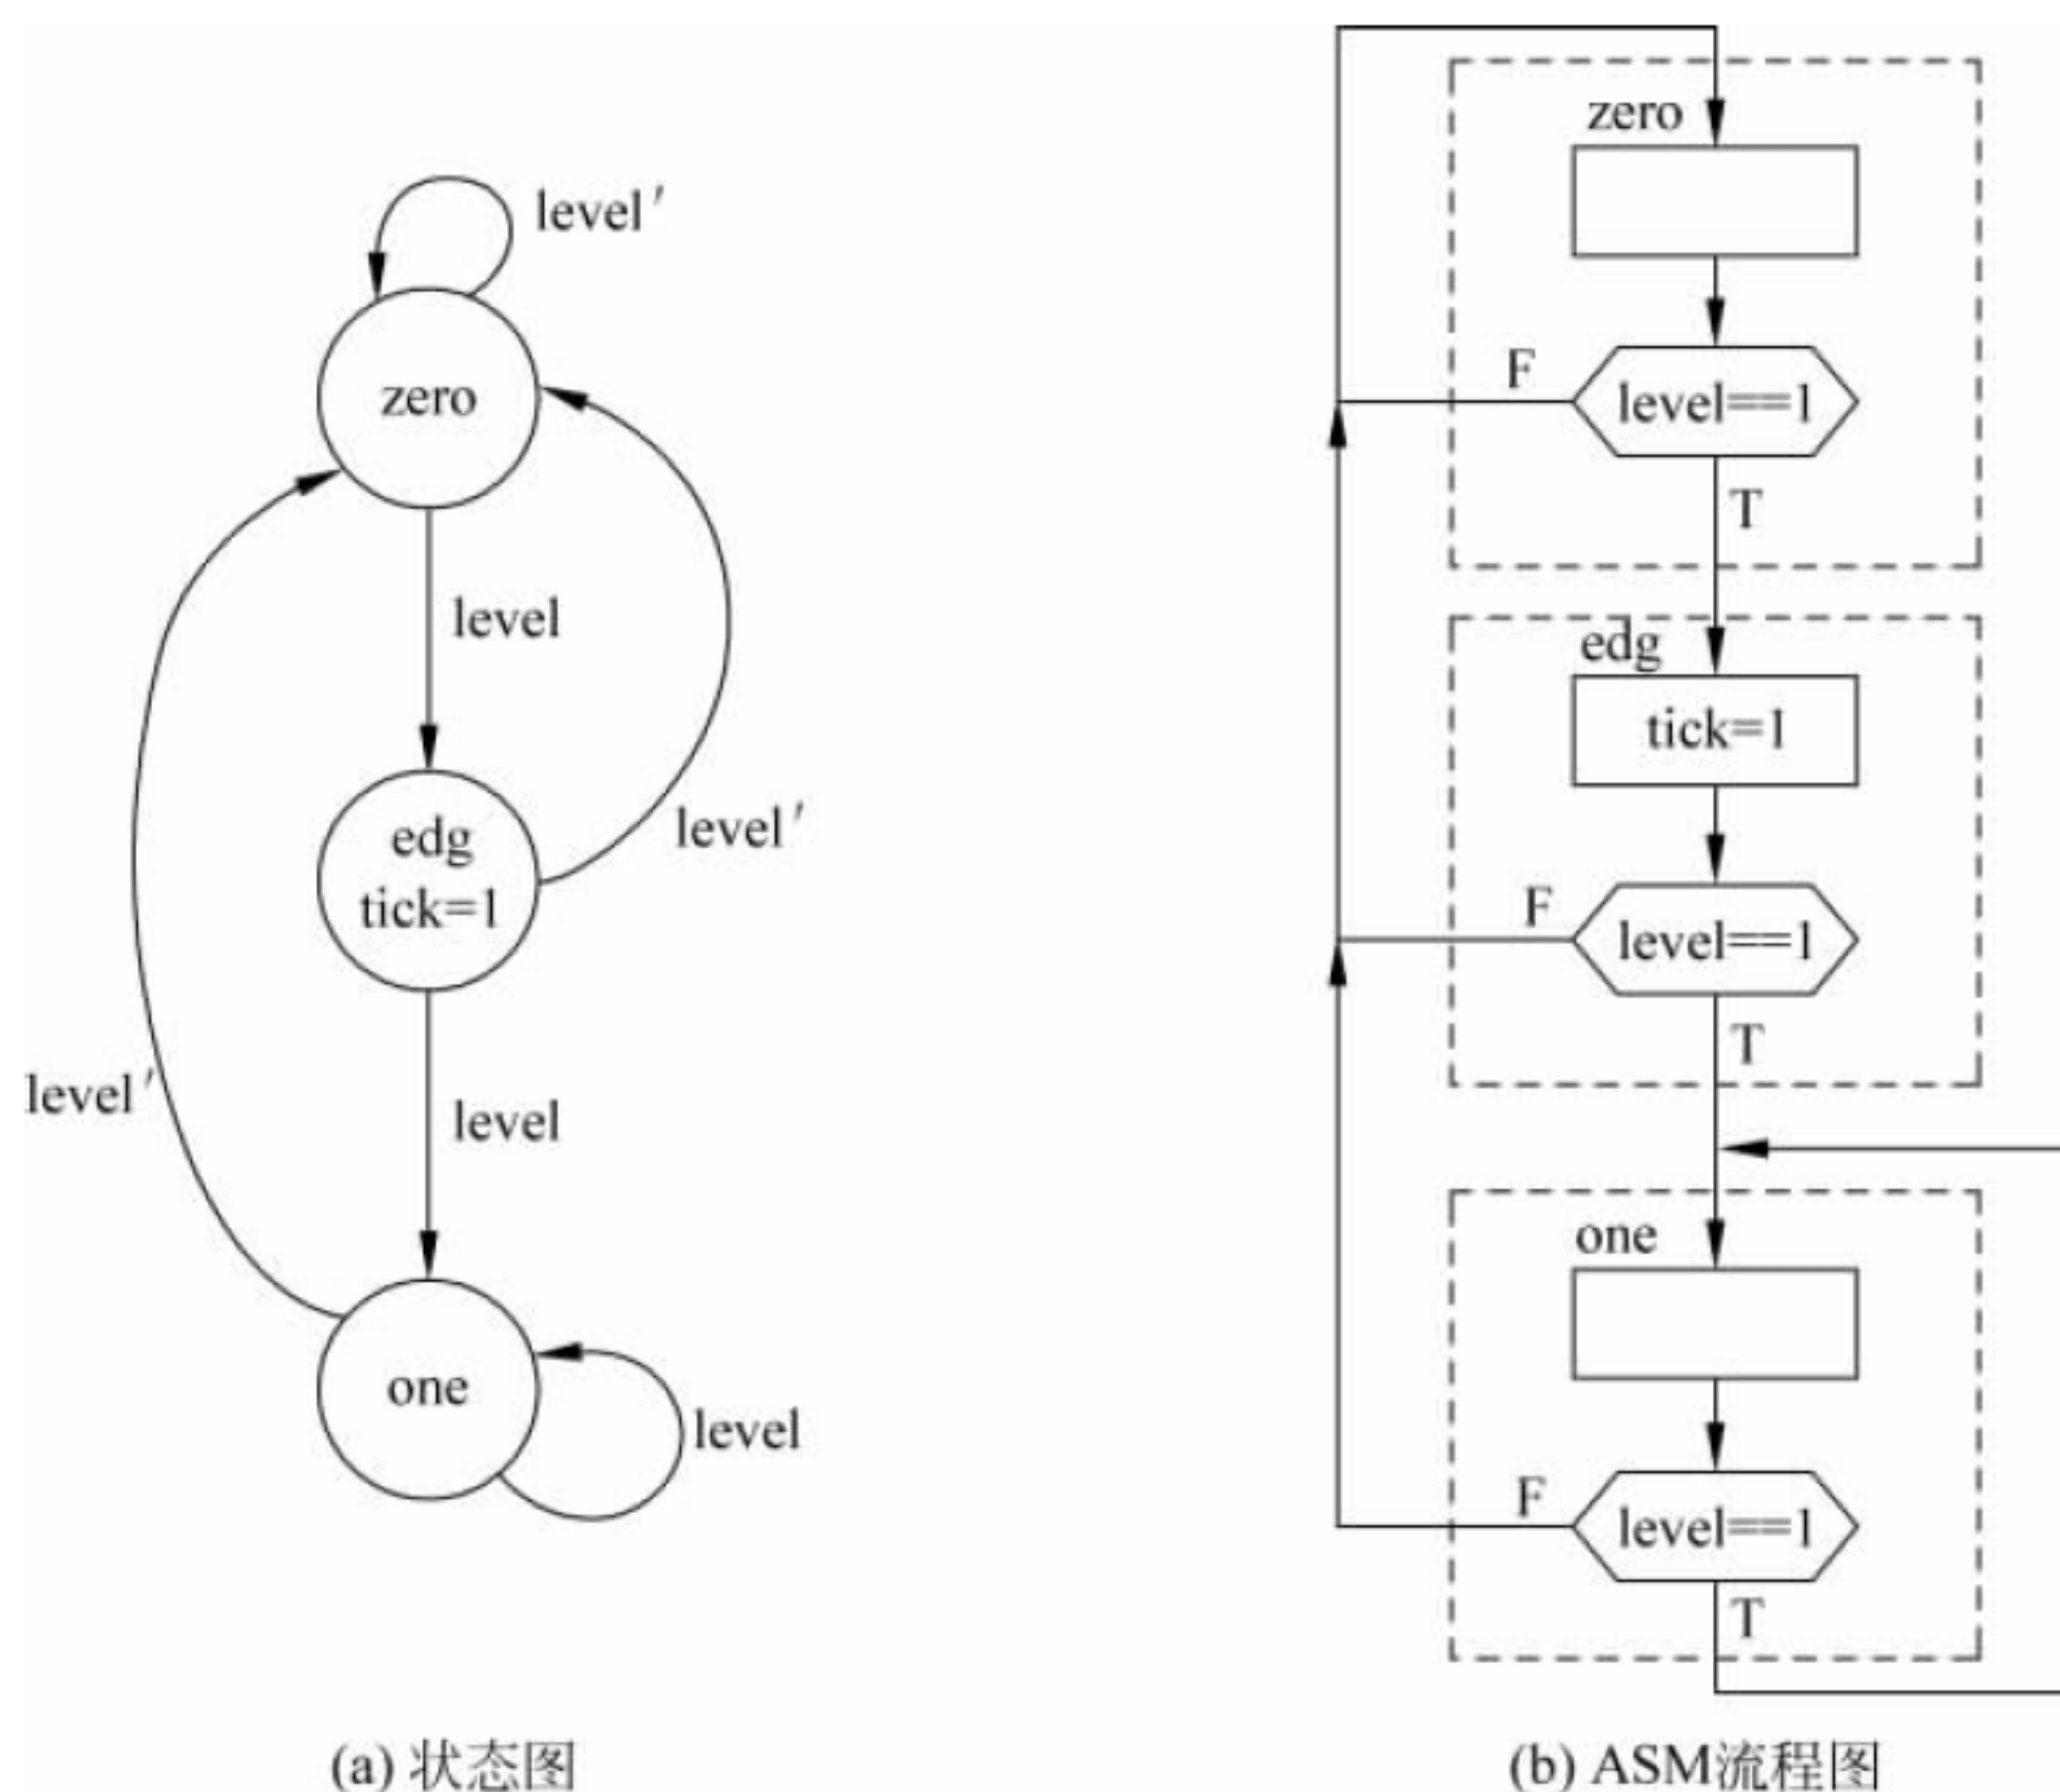 level′
zero
level
edg
tick=1
level′
level′
level
one
level
(a) 状态图
zero
F
level==1
T
edg
tick=1
F
level==1
T
one
F
level==1
T
(b) ASM流程图